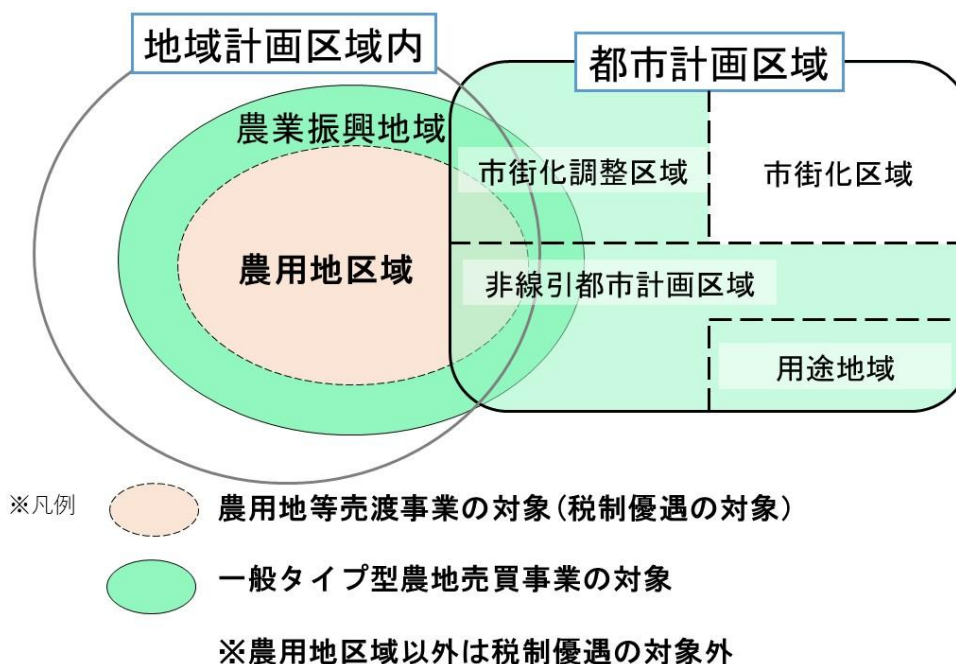 地域計画区域内
都市計画区域
農業振興地域
市街化調整区域
市街化区域
農用地区域
非線引都市計画区域
用途地域
※凡例
農用地等売渡事業の対象(税制優遇の対象)
一般タイプ型農地売買事業の対象
※農用地区域以外は税制優遇の対象外